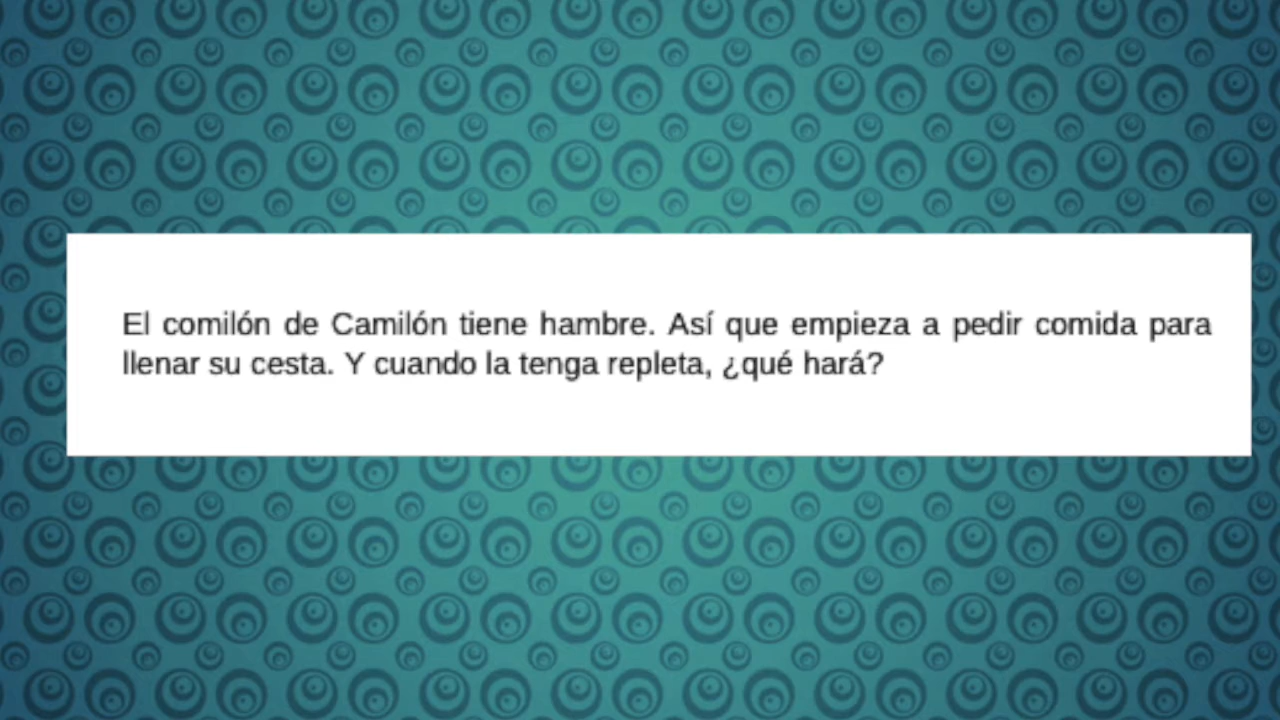 El comilón de Camilón tiene hambre. Así que empieza a pedir comida para
llenar su cesta. Y cuando la tenga repleta, ¿qué hará?